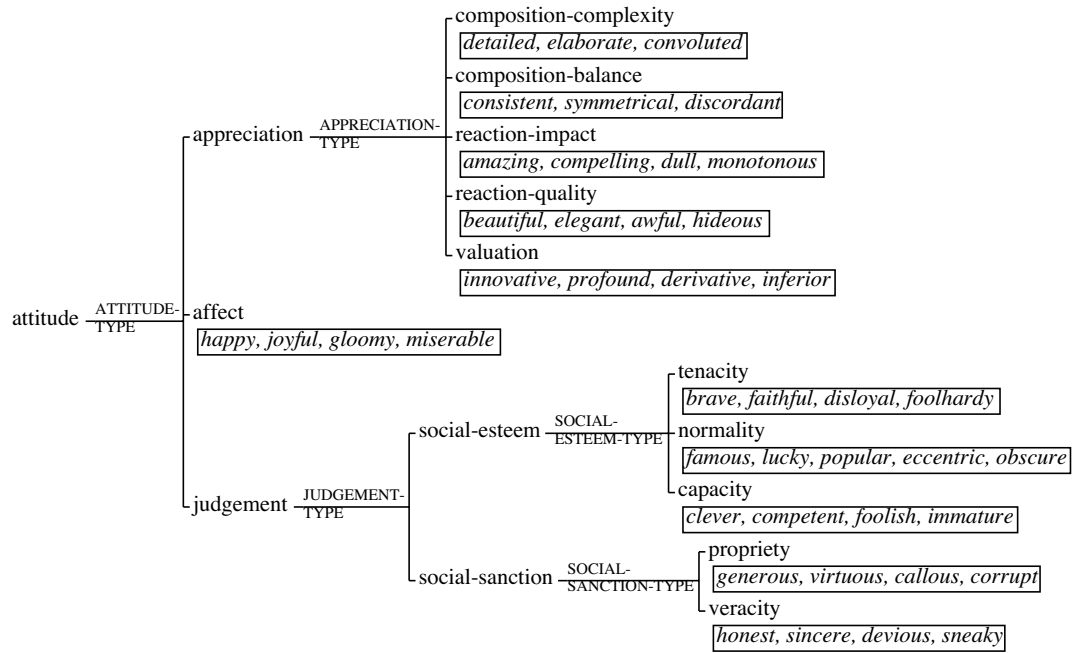 composition-complexity
detailed, elaborate, convoluted
composition-balance
consistent, symmetrical, discordant
appreciation APPRECIATION-TYPE
reaction-impact
amazing, compelling, dull, monotonous
reaction-quality
beautiful, elegant, awful, hideous
valuation
innovative, profound, derivative, inferior
attitude ATTITUDE-TYPE
affect
happy, joyful, gloomy, miserable
tenacity
brave, faithful, disloyal, foolhardy
social-esteem SOCIAL-ESTEEM-TYPE
normality
famous, lucky, popular, eccentric, obscure
capacity
clever, competent, foolish, immature
judgement JUDGEMENT-TYPE
propriety
generous, virtuous, callous, corrupt
social-sanction SOCIAL-SANCTION-TYPE
veracity
honest, sincere, devious, sneaky